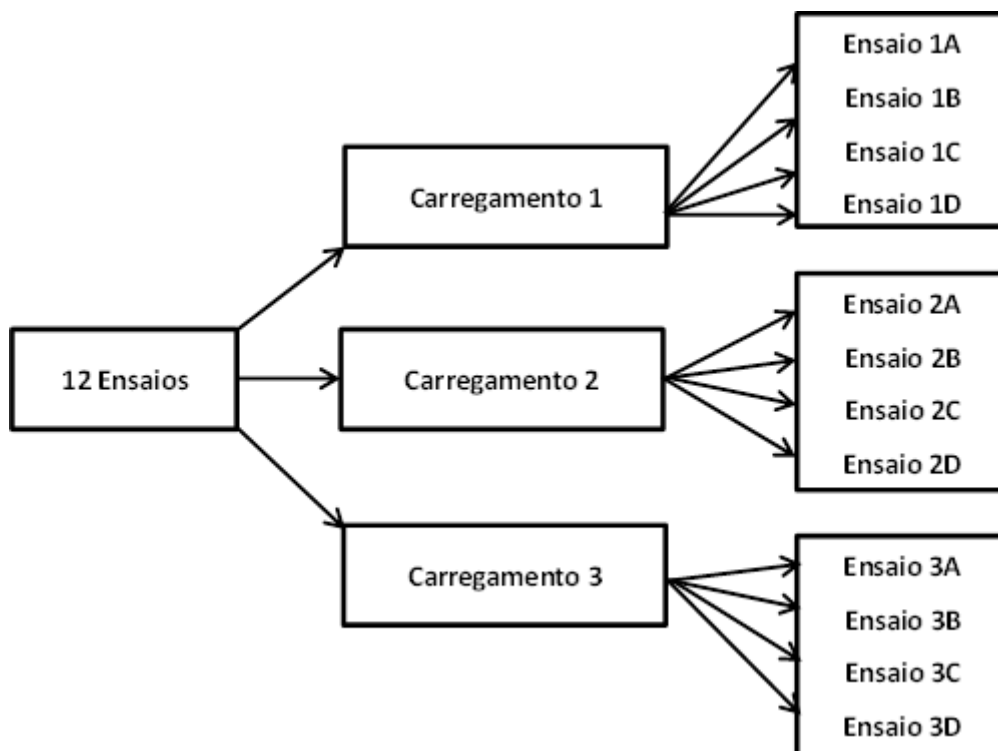 12 Ensaios
Carregamento 1
Ensaio 1A
Ensaio 1B
Ensaio 1C
Ensaio 1D
Carregamento 2
Ensaio 2A
Ensaio 2B
Ensaio 2C
Ensaio 2D
Carregamento 3
Ensaio 3A
Ensaio 3B
Ensaio 3C
Ensaio 3D